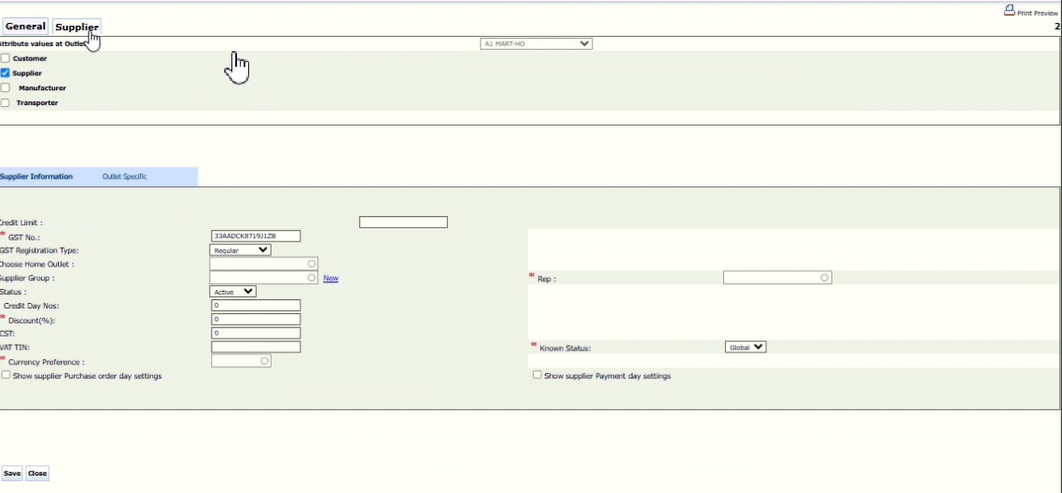 Print Preview
General Supplier 2
Attribute values at Outlet A1 MART-HO
Customer
Supplier
Manufacturer
Transporter
Supplier Information Outlet Specific
Credit Limit :
* GST No.: 33AADCK8719J1ZB
GST Registration Type: Regular
Choose Home Outlet :
Supplier Group : New * Rep :
Status : Active
Credit Day Nos: 0
* Discount(%): 0
CST: 0
VAT TIN: * Known Status: Global
* Currency Preference :
Show supplier Purchase order day settings Show supplier Payment day settings
Save Close